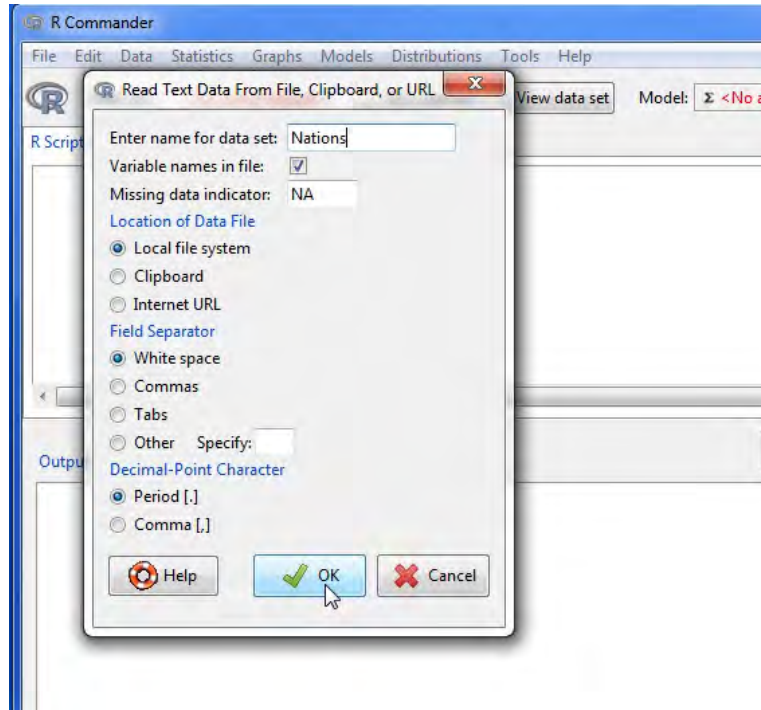 R Commander
File Edit Data Statistics Graphs Models Distributions Tools Help
Read Text Data From File, Clipboard, or URL
View data set Model: Σ <No a
R Script
Enter name for data set: Nations
Variable names in file:
Missing data indicator: NA
Location of Data File
Local file system
Clipboard
Internet URL
Field Separator
White space
Commas
Tabs
Other Specify:
Outpu
Decimal-Point Character
Period [.]
Comma [,]
Help OK Cancel